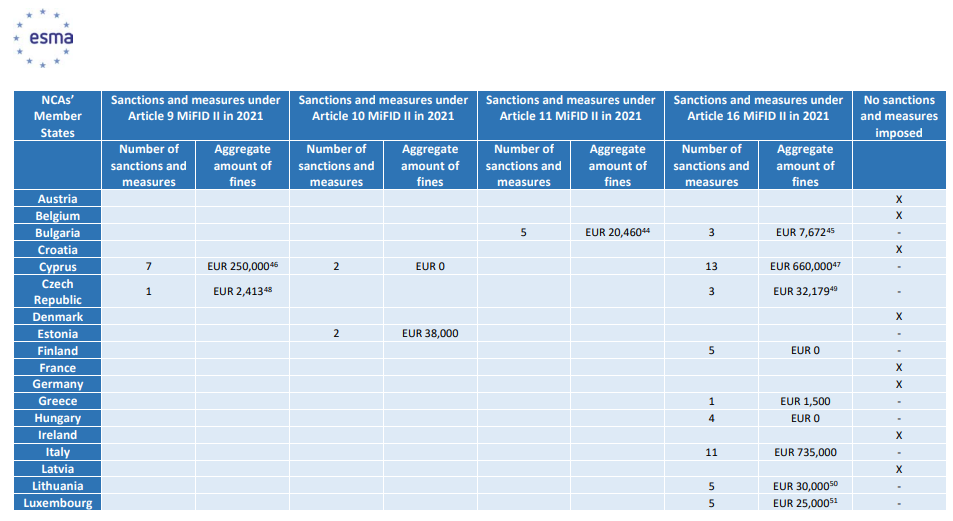 esma
NCAs' Member States | Sanctions and measures under Article 9 MiFID II in 2021 | Sanctions and measures under Article 10 MiFID II in 2021 | Sanctions and measures under Article 11 MiFID II in 2021 | Sanctions and measures under Article 16 MiFID II in 2021 | No sanctions and measures imposed
Number of sanctions and measures | Aggregate amount of fines | Number of sanctions and measures | Aggregate amount of fines | Number of sanctions and measures | Aggregate amount of fines | Number of sanctions and measures | Aggregate amount of fines
Austria X
Belgium X
Bulgaria 5 EUR 20,460⁴⁴ 3 EUR 7,672⁴⁵ -
Croatia X
Cyprus 7 EUR 250,000⁴⁶ 2 EUR 0 13 EUR 660,000⁴⁷ -
Czech Republic 1 EUR 2,413⁴⁸ 3 EUR 32,179⁴⁹ -
Denmark X
Estonia 2 EUR 38,000 -
Finland 5 EUR 0 -
France X
Germany X
Greece 1 EUR 1,500 -
Hungary 4 EUR 0 -
Ireland X
Italy 11 EUR 735,000 -
Latvia X
Lithuania 5 EUR 30,000⁵⁰ -
Luxembourg 5 EUR 25,000⁵¹ -